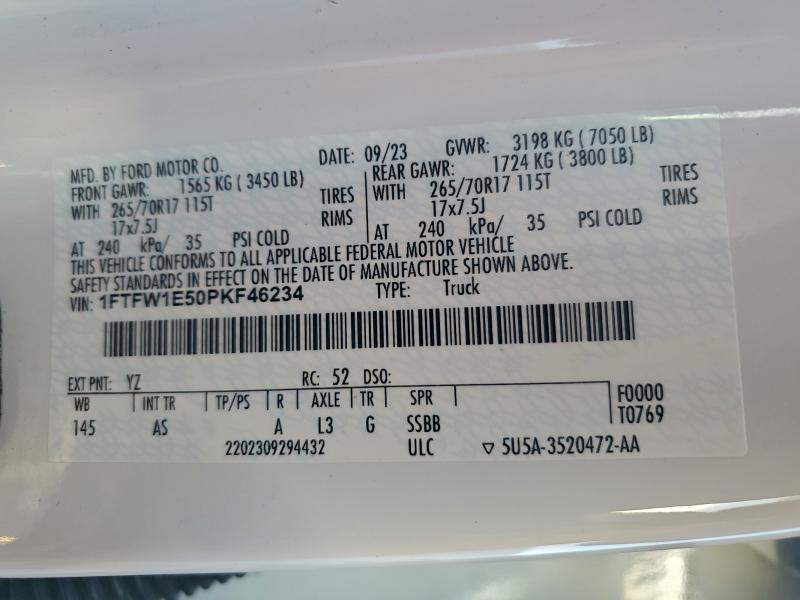 MFD. BY FORD MOTOR CO. DATE: 09/23 GVWR: 3198 KG ( 7050 LB)
FRONT GAWR: 1565 KG ( 3450 LB) REAR GAWR: 1724 KG ( 3800 LB)
WITH 265/70R17 115T TIRES WITH 265/70R17 115T TIRES
17x7.5J RIMS 17x7.5J RIMS
AT 240 kPa/ 35 PSI COLD AT 240 kPa/ 35 PSI COLD
THIS VEHICLE CONFORMS TO ALL APPLICABLE FEDERAL MOTOR VEHICLE
SAFETY STANDARDS IN EFFECT ON THE DATE OF MANUFACTURE SHOWN ABOVE.
VIN: 1FTFW1E50PKF46234 TYPE: Truck
EXT PNT: YZ RC: 52 DSO:
WB INT TR TP/PS R AXLE TR SPR F0000
145 AS A L3 G SSBB T0769
2202309294432 ULC ▽ 5U5A-3520472-AA